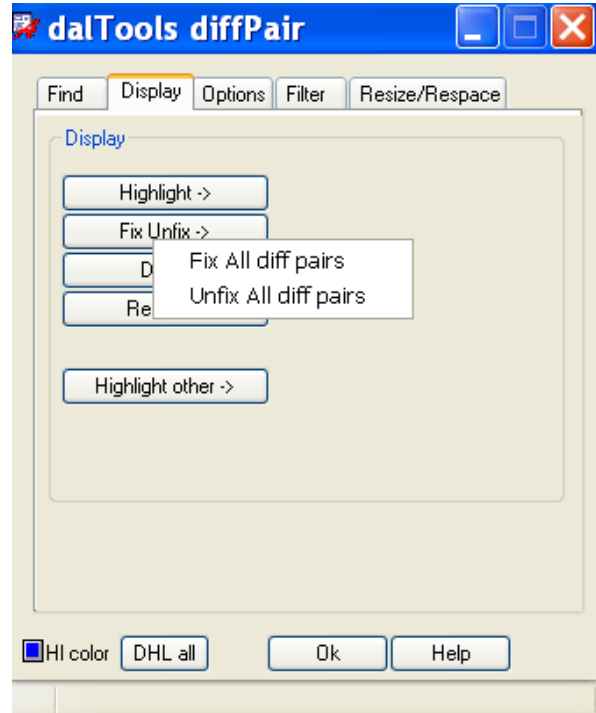 dalTools diffPair
Find Display Options Filter Resize/Respace
Display
Highlight ->
Fix Unfix ->
Fix All diff pairs
Unfix All diff pairs
Highlight other ->
HI color DHL all Ok Help